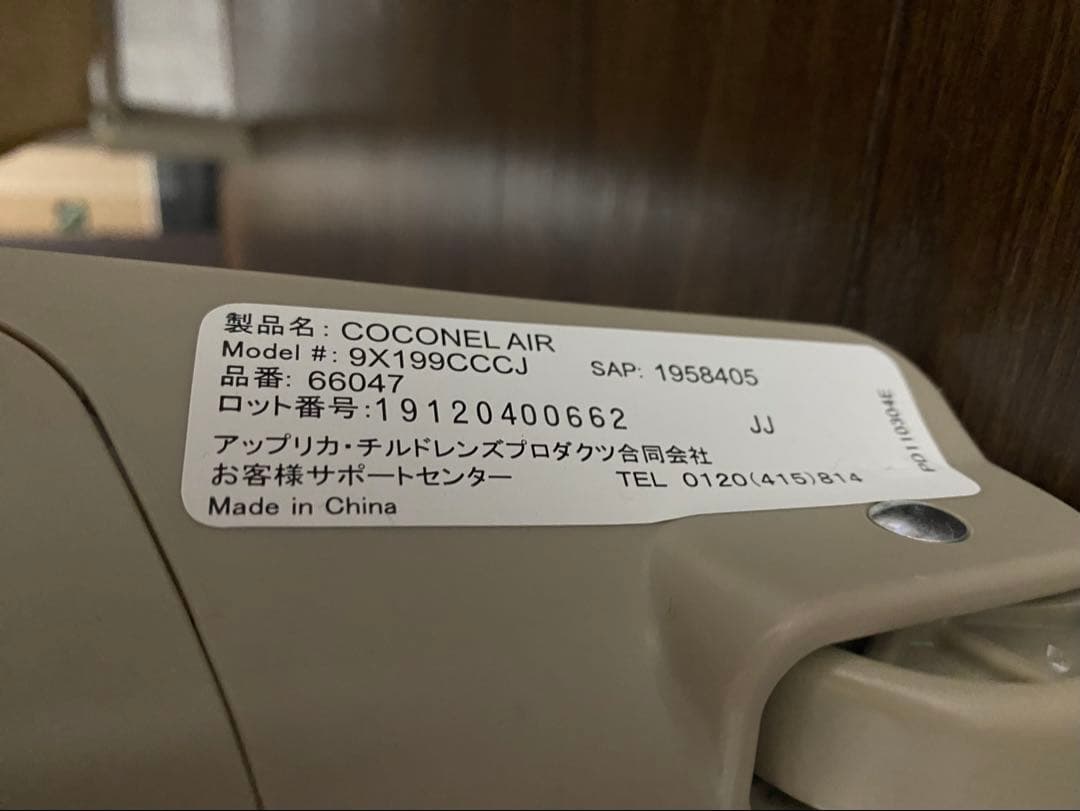 製品名: COCONEL AIR
Model #: 9X199CCCJ SAP: 1958405
品番: 66047
ロット番号:19120400662 JJ
アップリカ・チルドレンズプロダクツ合同会社
お客様サポートセンター TEL 0120(415)814
Made in China
PD110304E